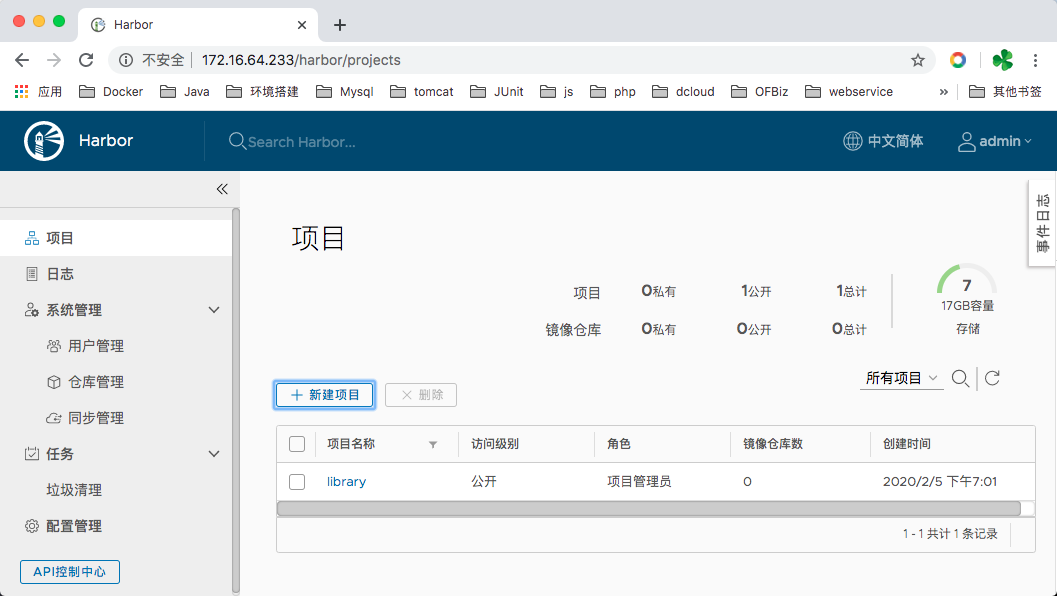 Harbor
不安全 172.16.64.233/harbor/projects
应用 Docker Java 环境搭建 Mysql tomcat JUnit js php dcloud OFBiz webservice » 其他书签
Harbor Search Harbor... 中文简体 admin
事件日志
项目
日志
系统管理
用户管理
仓库管理
同步管理
任务
垃圾清理
配置管理
API控制中心
项目
项目 0私有 1公开 1总计
镜像仓库 0私有 0公开 0总计
7
17GB容量
存储
所有项目
新建项目 删除
项目名称 访问级别 角色 镜像仓库数 创建时间
library 公开 项目管理员 0 2020/2/5 下午7:01
1 - 1 共计 1 条记录